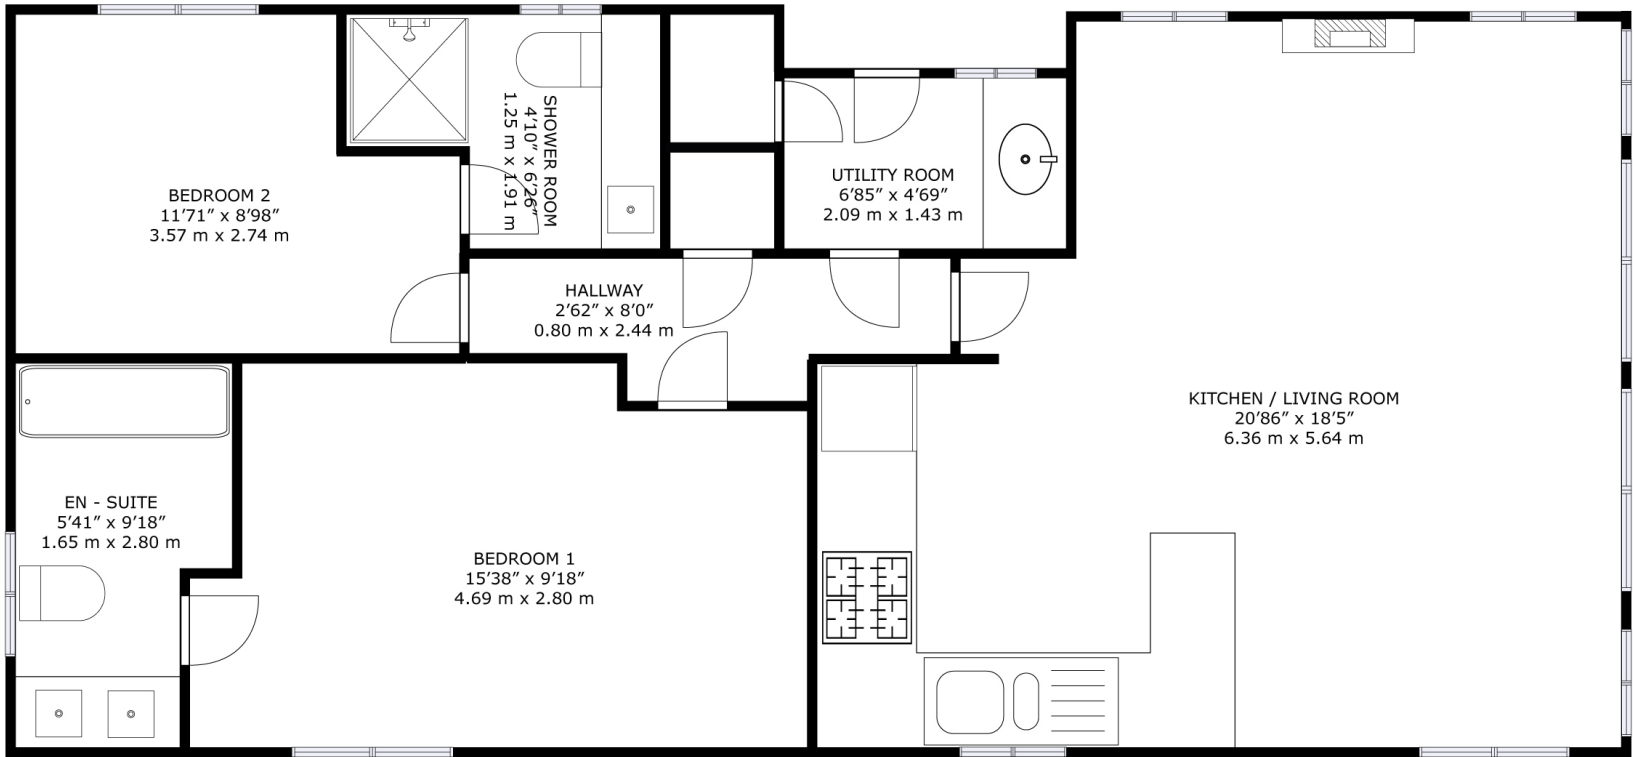 BEDROOM 2
11’71” x 8’98”
3.57 m x 2.74 m
SHOWER ROOM
4’10” x 6’26”
1.25 m x 1.91 m
UTILITY ROOM
6’85” x 4’69”
2.09 m x 1.43 m
HALLWAY
2’62” x 8’0”
0.80 m x 2.44 m
KITCHEN / LIVING ROOM
20’86” x 18’5”
6.36 m x 5.64 m
EN - SUITE
5’41” x 9’18”
1.65 m x 2.80 m
BEDROOM 1
15’38” x 9’18”
4.69 m x 2.80 m